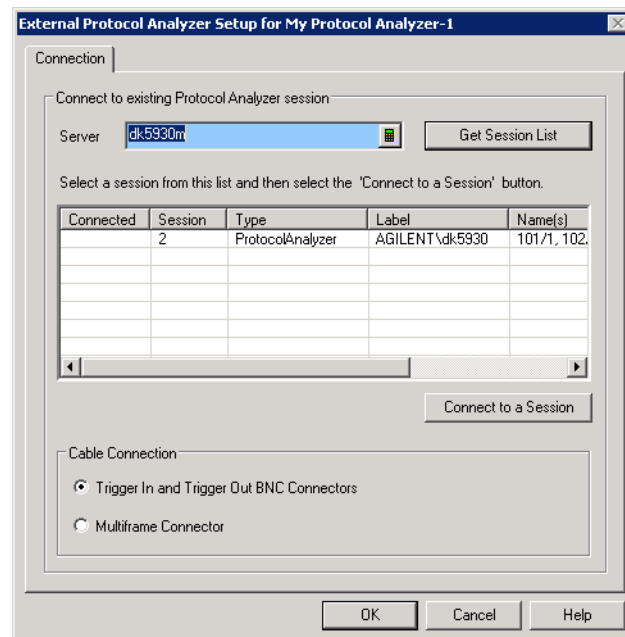 External Protocol Analyzer Setup for My Protocol Analyzer-1
Connection
Connect to existing Protocol Analyzer session
Server dk5930m Get Session List
Select a session from this list and then select the 'Connect to a Session' button.
Connected Session Type Label Name(s)
2 ProtocolAnalyzer AGILENT\dk5930 101/1, 102.
Connect to a Session
Cable Connection
Trigger In and Trigger Out BNC Connectors
Multiframe Connector
OK Cancel Help